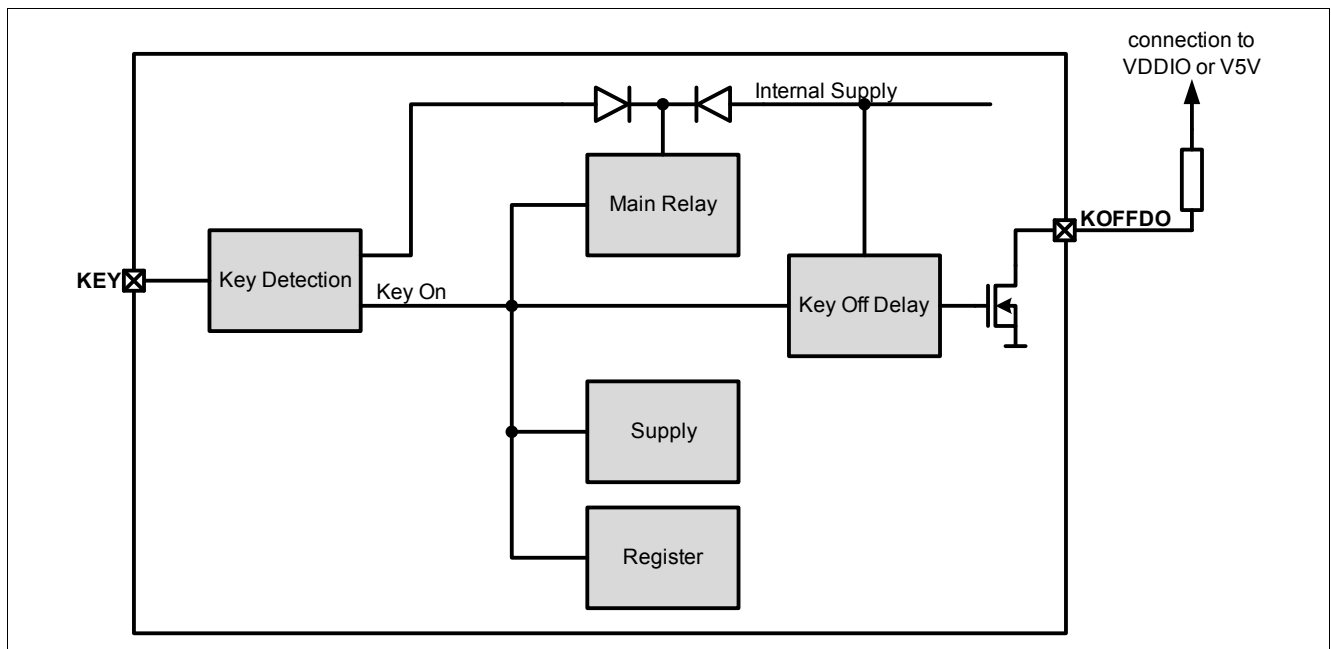 connection to
VDDIO or V5V
Internal Supply
Main Relay
KOFFDO
KEY
Key Detection
Key On
Key Off Delay
Supply
Register